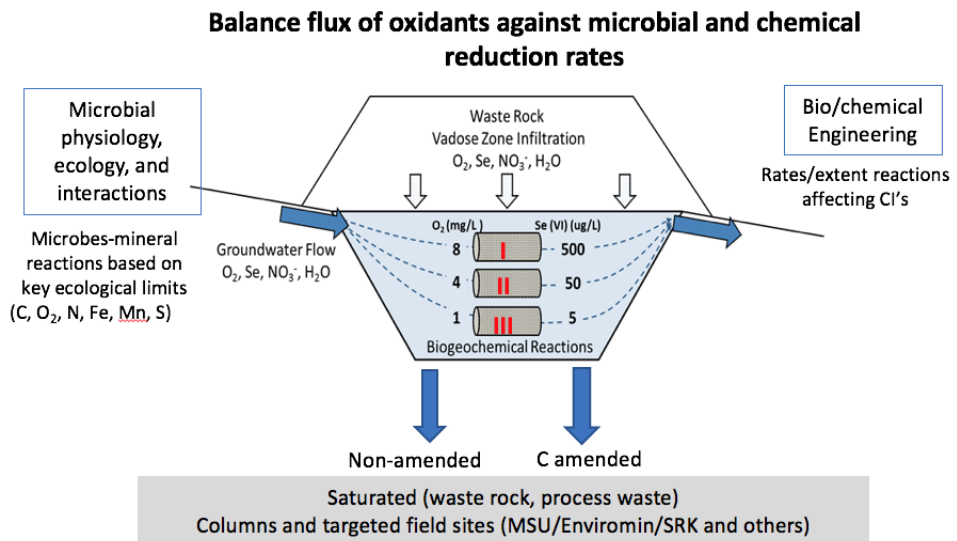 Balance flux of oxidants against microbial and chemical
reduction rates
Microbial
physiology,
ecology, and
interactions
Microbes-mineral
reactions based on
key ecological limits
(C, O₂, N, Fe, Mn, S)
Waste Rock
Vadose Zone Infiltration
O₂, Se, NO₃⁻, H₂O
Bio/chemical
Engineering
Rates/extent reactions
affecting CI's
Groundwater Flow
O₂, Se, NO₃⁻, H₂O
O₂ (mg/L) Se (VI) (ug/L)
8 I 500
4 II 50
1 III 5
Biogeochemical Reactions
Non-amended
C amended
Saturated (waste rock, process waste)
Columns and targeted field sites (MSU/Enviromin/SRK and others)